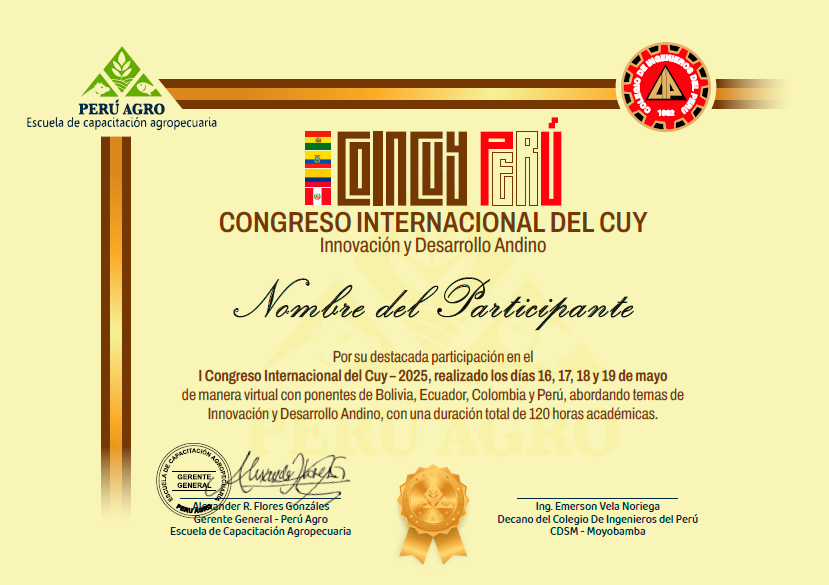 PERÚ AGRO
Escuela de capacitación agropecuaria
COLEGIO DE INGENIEROS DEL PERU
1962
I COINCUY PERÚ
CONGRESO INTERNACIONAL DEL CUY
Innovación y Desarrollo Andino
Nombre del Participante
Por su destacada participación en el
I Congreso Internacional del Cuy – 2025, realizado los días 16, 17, 18 y 19 de mayo
de manera virtual con ponentes de Bolivia, Ecuador, Colombia y Perú, abordando temas de
Innovación y Desarrollo Andino, con una duración total de 120 horas académicas.
PERÚ AGRO
ESCUELA DE CAPACITACIÓN AGROPECUARIA
GERENTE
GENERAL
PERÚ AGRO
Alexander R. Flores Gonzáles
Gerente General - Perú Agro
Escuela de Capacitación Agropecuaria
Ing. Emerson Vela Noriega
Decano del Colegio De Ingenieros del Perú
CDSM - Moyobamba